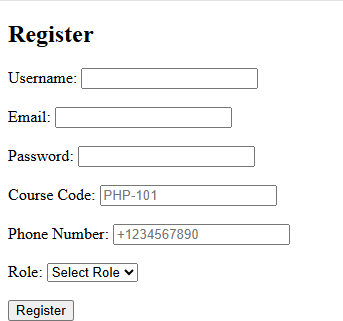 Register
Username:
Email:
Password:
Course Code: PHP-101
Phone Number: +1234567890
Role: Select Role
Register